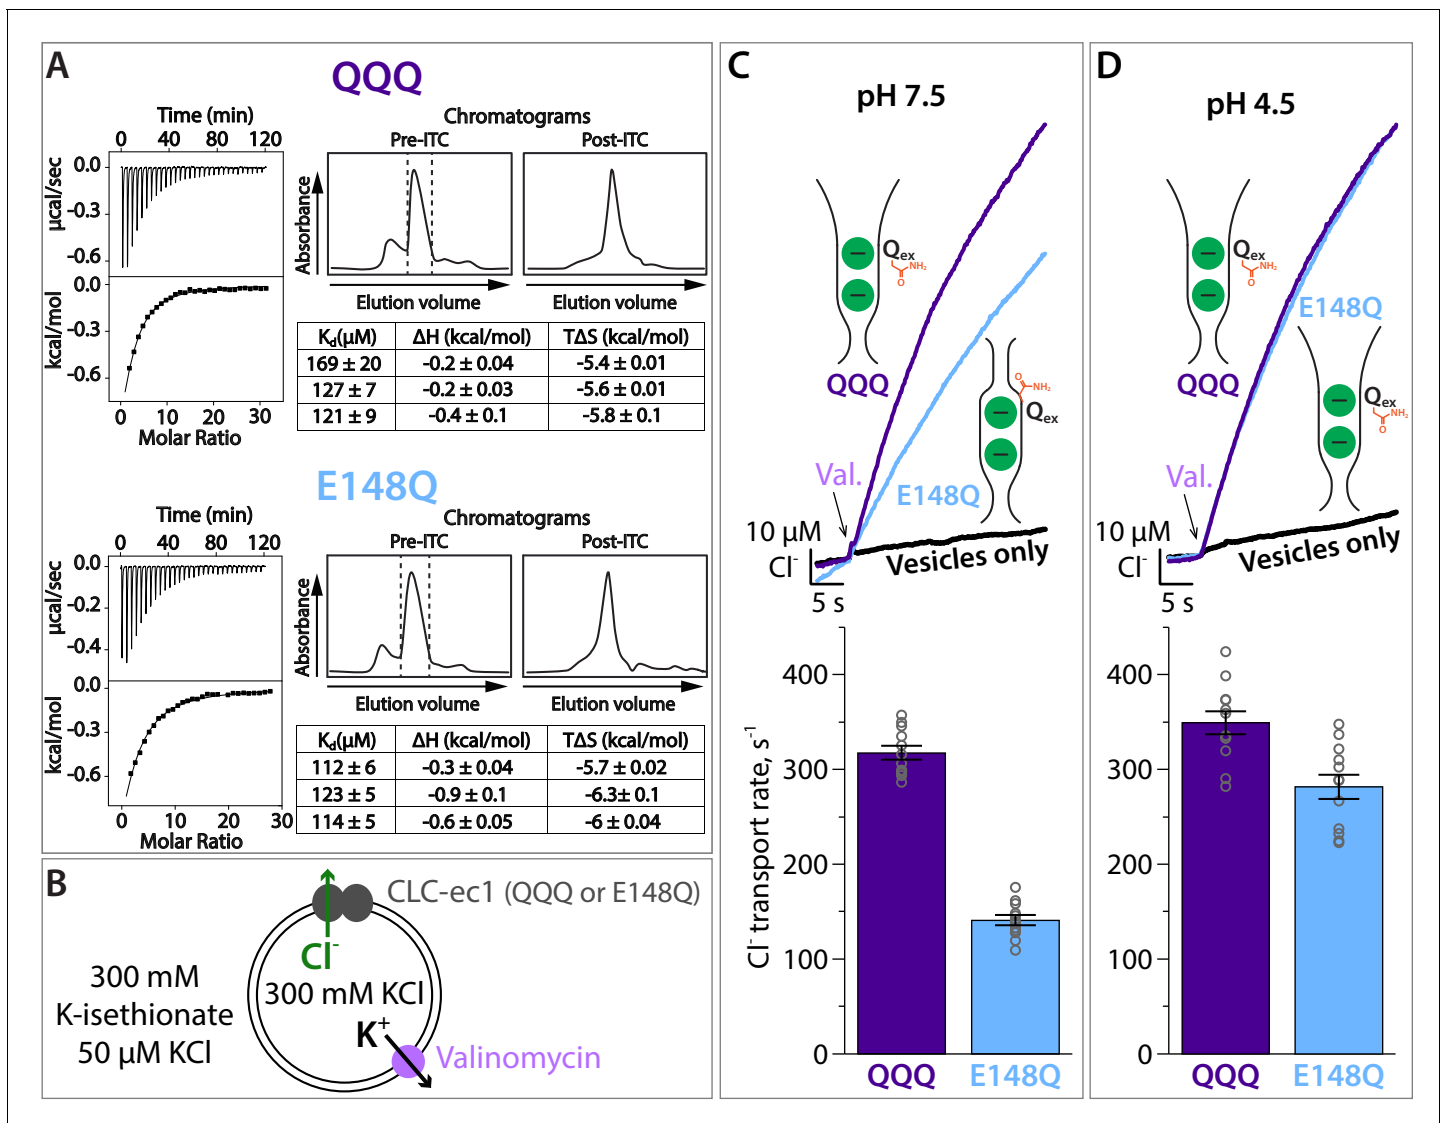 A
QQQ
Time (min)
0 40 80 120
µcal/sec
0.0
-0.3
-0.6
kcal/mol
0.0
-0.3
-0.6
0 10 20 30
Molar Ratio
Chromatograms
Pre-ITC Post-ITC
Absorbance
Elution volume Elution volume
Kd(µM) ΔH (kcal/mol) TΔS (kcal/mol)
169 ± 20 -0.2 ± 0.04 -5.4 ± 0.01
127 ± 7 -0.2 ± 0.03 -5.6 ± 0.01
121 ± 9 -0.4 ± 0.1 -5.8 ± 0.1
E148Q
Time (min)
0 40 80 120
µcal/sec
0.0
-0.2
-0.4
kcal/mol
0.0
-0.3
-0.6
0 10 20 30
Molar Ratio
Chromatograms
Pre-ITC Post-ITC
Absorbance
Elution volume Elution volume
Kd(µM) ΔH (kcal/mol) TΔS (kcal/mol)
112 ± 6 -0.3 ± 0.04 -5.7 ± 0.02
123 ± 5 -0.9 ± 0.1 -6.3± 0.1
114 ± 5 -0.6 ± 0.05 -6 ± 0.04
B
CLC-ec1 (QQQ or E148Q)
Cl-
300 mM KCl
K+
Valinomycin
300 mM
K-isethionate
50 µM KCl
C
pH 7.5
Qex
NH₂
O
QQQ
O
NH₂
Qex
Val.
E148Q
10 µM
Cl-
5 s
Vesicles only
Cl- transport rate, s-1
400
300
200
100
0
QQQ E148Q
D
pH 4.5
Qex
NH₂
O
E148Q
QQQ
Qex
NH₂
O
Val.
10 µM
Cl-
5 s
Vesicles only
400
300
200
100
0
QQQ E148Q